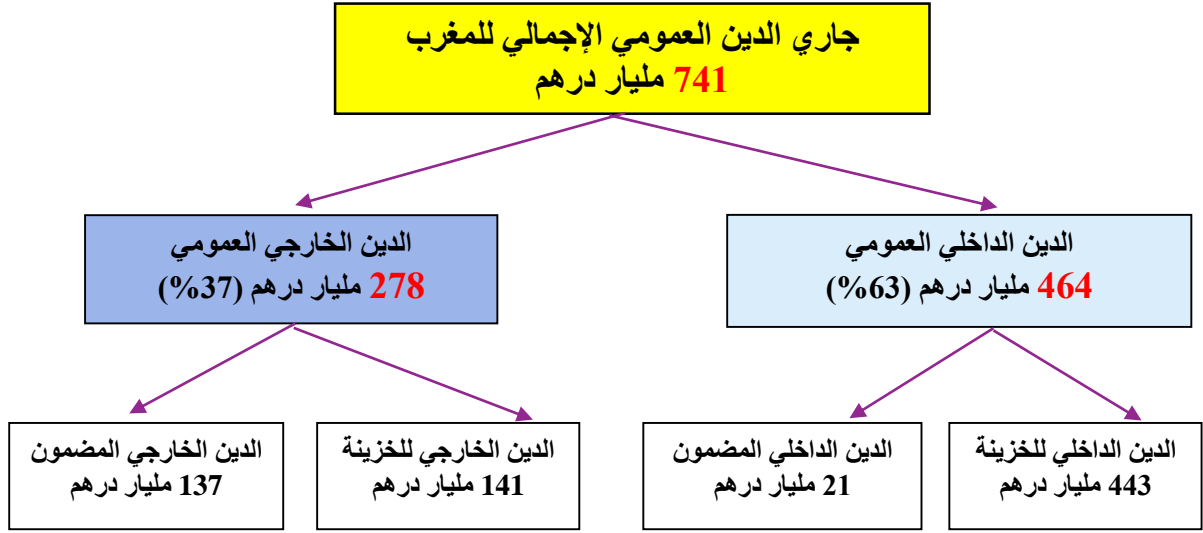 جاري الدين العمومي الإجمالي للمغرب
741 مليار درهم
الدين الداخلي العمومي
464 مليار درهم (63%)
الدين الخارجي العمومي
278 مليار درهم (37%)
الدين الداخلي للخزينة
443 مليار درهم
الدين الداخلي المضمون
21 مليار درهم
الدين الخارجي للخزينة
141 مليار درهم
الدين الخارجي المضمون
137 مليار درهم